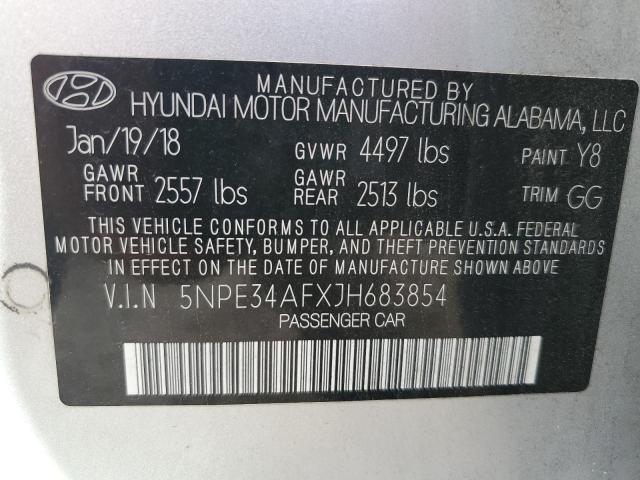 MANUFACTURED BY
HYUNDAI MOTOR MANUFACTURING ALABAMA, LLC
Jan/19/18 GVWR 4497 lbs PAINT Y8
GAWR FRONT 2557 lbs GAWR REAR 2513 lbs TRIM GG
THIS VEHICLE CONFORMS TO ALL APPLICABLE U.S.A. FEDERAL
MOTOR VEHICLE SAFETY, BUMPER, AND THEFT PREVENTION STANDARDS
IN EFFECT ON THE DATE OF MANUFACTURE SHOWN ABOVE
V.I.N 5NPE34AFXJH683854
PASSENGER CAR